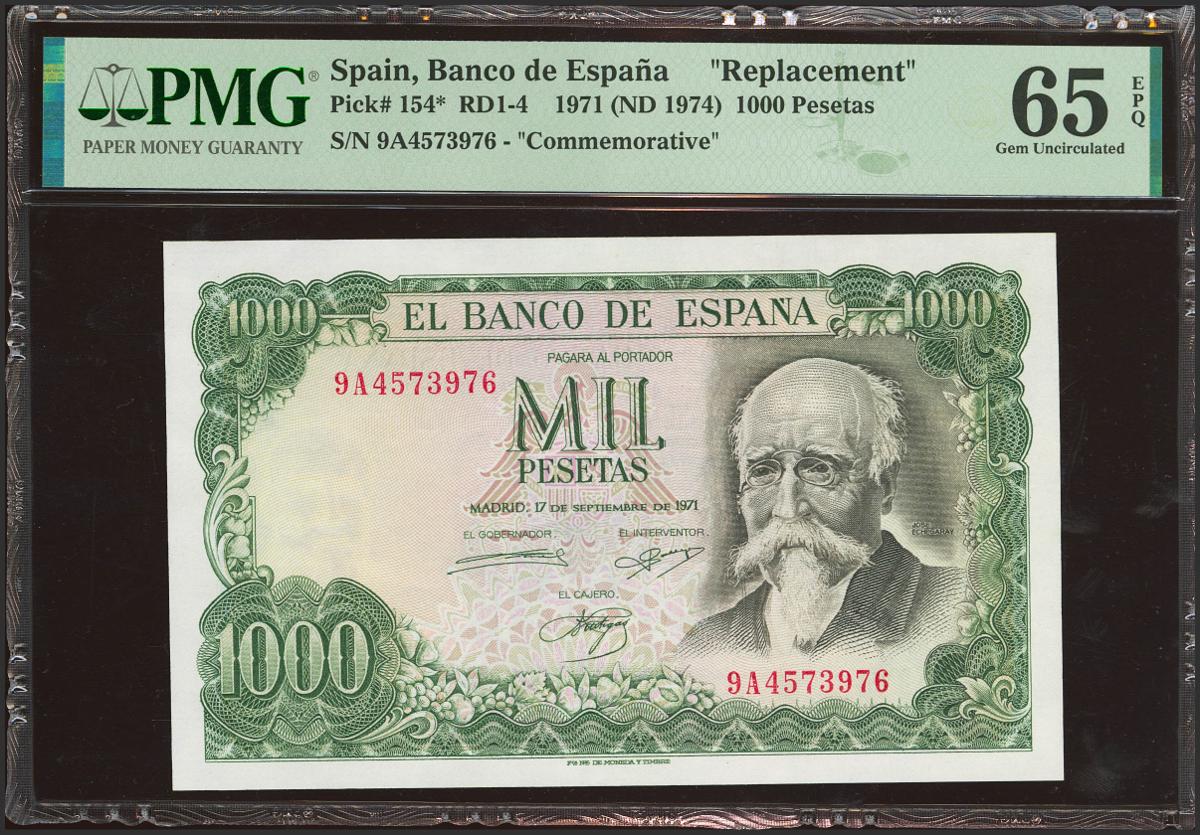 PMG®
PAPER MONEY GUARANTY
Spain, Banco de España "Replacement"
Pick# 154* RD1-4 1971 (ND 1974) 1000 Pesetas
S/N 9A4573976 - "Commemorative"
65
EPQ
Gem Uncirculated
1000
EL BANCO DE ESPAÑA
1000
PAGARA AL PORTADOR
9A4573976
MIL
PESETAS
MADRID, 17 DE SEPTIEMBRE DE 1971
EL GOBERNADOR,
EL INTERVENTOR,
JOSE
ECHEGARAY
EL CAJERO,
1000
9A4573976